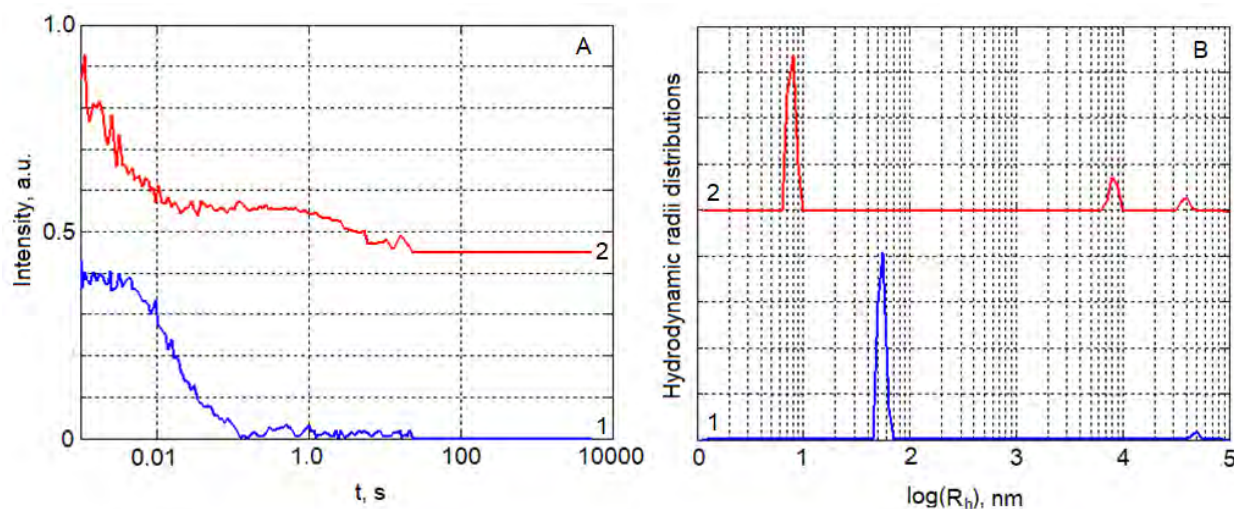 1.0
A
2
0.5
1
0
0.01
1.0
100
10000
Intensity, a.u.
t, s
B
2
1
0
1
2
3
4
.5
Hydrodynamic radii distributions
log(Rₕ), nm